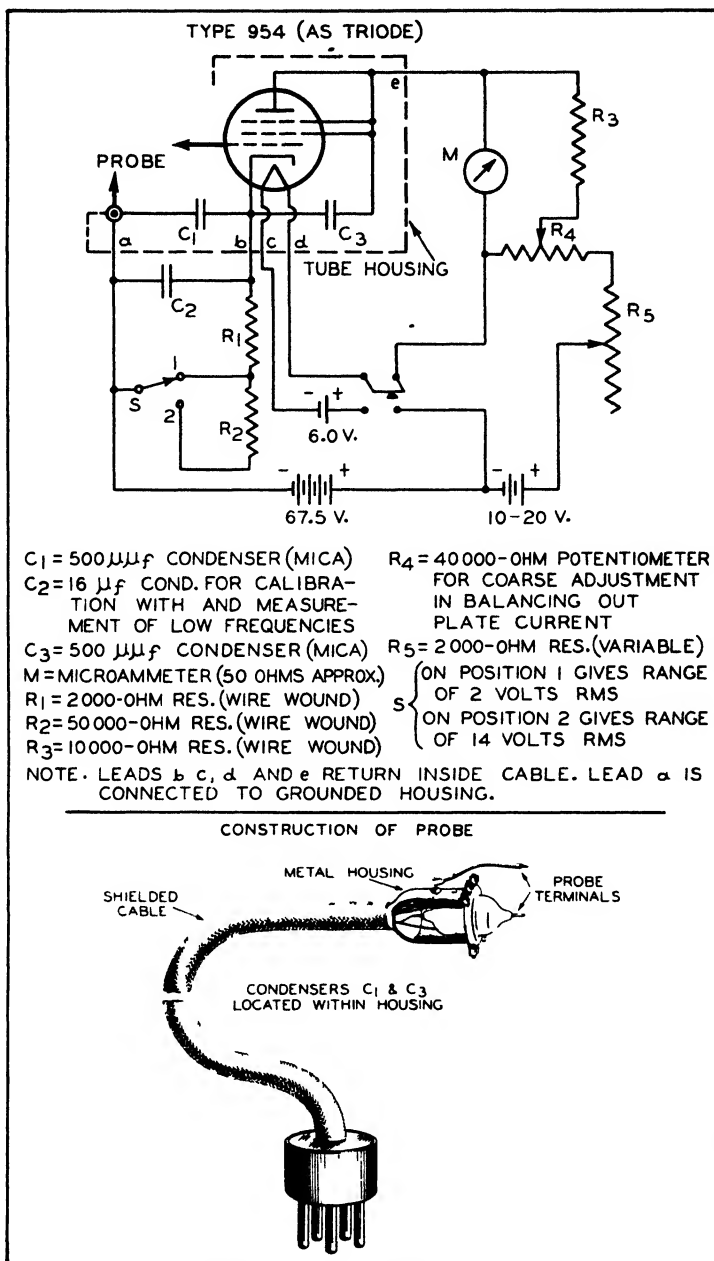 TYPE 954 (AS TRIODE)
e
R3
M
PROBE
a
C1
b
c
d
C3
R4
TUBE HOUSING
C2
R5
R1
1
S
2
R2
- +
6.0 V.
- +
67.5 V.
- +
10-20 V.
C1 = 500 μμf CONDENSER (MICA)
C2 = 16 μf COND. FOR CALIBRA-
TION WITH AND MEASURE-
MENT OF LOW FREQUENCIES
C3 = 500 μμf CONDENSER (MICA)
M = MICROAMMETER (50 OHMS APPROX.)
R1 = 2000-OHM RES. (WIRE WOUND)
R2 = 50000-OHM RES. (WIRE WOUND)
R3 = 10000-OHM RES. (WIRE WOUND)
R4 = 40000-OHM POTENTIOMETER
FOR COARSE ADJUSTMENT
IN BALANCING OUT
PLATE CURRENT
R5 = 2000-OHM RES. (VARIABLE)
S { ON POSITION 1 GIVES RANGE
OF 2 VOLTS RMS
ON POSITION 2 GIVES RANGE
OF 14 VOLTS RMS
NOTE. LEADS b c, d AND e RETURN INSIDE CABLE. LEAD a IS
CONNECTED TO GROUNDED HOUSING.
CONSTRUCTION OF PROBE
METAL HOUSING
SHIELDED
CABLE
PROBE
TERMINALS
CONDENSERS C1 & C3
LOCATED WITHIN HOUSING